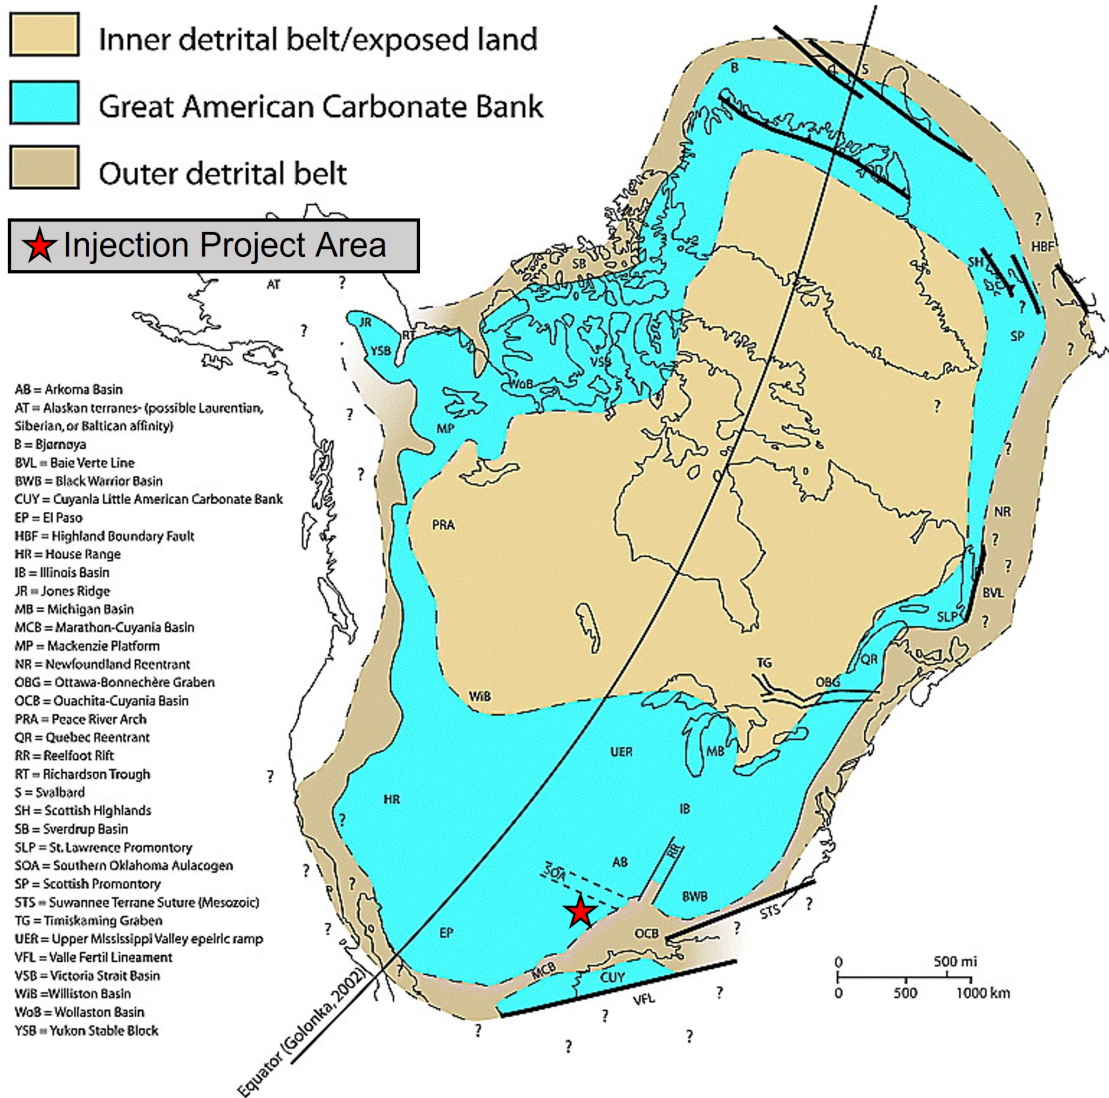 Inner detrital belt/exposed land
Great American Carbonate Bank
Outer detrital belt
Injection Project Area
AB = Arkoma Basin
AT = Alaskan terranes- (possible Laurentian,
Siberian, or Baltican affinity)
B = Bjørnøya
BVL = Baie Verte Line
BWB = Black Warrior Basin
CUY = Cuyanla Little American Carbonate Bank
EP = El Paso
HBF = Highland Boundary Fault
HR = House Range
IB = Illinois Basin
JR = Jones Ridge
MB = Michigan Basin
MCB = Marathon-Cuyania Basin
MP = Mackenzie Platform
NR = Newfoundland Reentrant
OBG = Ottawa-Bonnechère Graben
OCB = Ouachita-Cuyania Basin
PRA = Peace River Arch
QR = Quebec Reentrant
RR = Reelfoot Rift
RT = Richardson Trough
S = Svalbard
SH = Scottish Highlands
SB = Sverdrup Basin
SLP = St. Lawrence Promontory
SOA = Southern Oklahoma Aulacogen
SP = Scottish Promontory
STS = Suwannee Terrane Suture (Mesozoic)
TG = Timiskaming Graben
UER = Upper Mississippi Valley epeiric ramp
VFL = Valle Fertil Lineament
VSB = Victoria Strait Basin
WiB = Williston Basin
WoB = Wollaston Basin
YSB = Yukon Stable Block
B
S
SB
AT
?
?
JR
RT
YSB
VSB
WoB
MP
?
?
PRA
?
HBF
SH
?
SP
?
?
?
NR
?
?
BVL
?
SLP
QR
TG
OBG
WiB
UER
MB
HR
IB
?
?
AB
RR
SOA
BWB
STS
?
?
?
?
?
EP
OCB
?
MCB
CUY
VFL
?
?
?
?
?
?
Equator (Golonka, 2002)
0 500 mi
0 500 1000 km